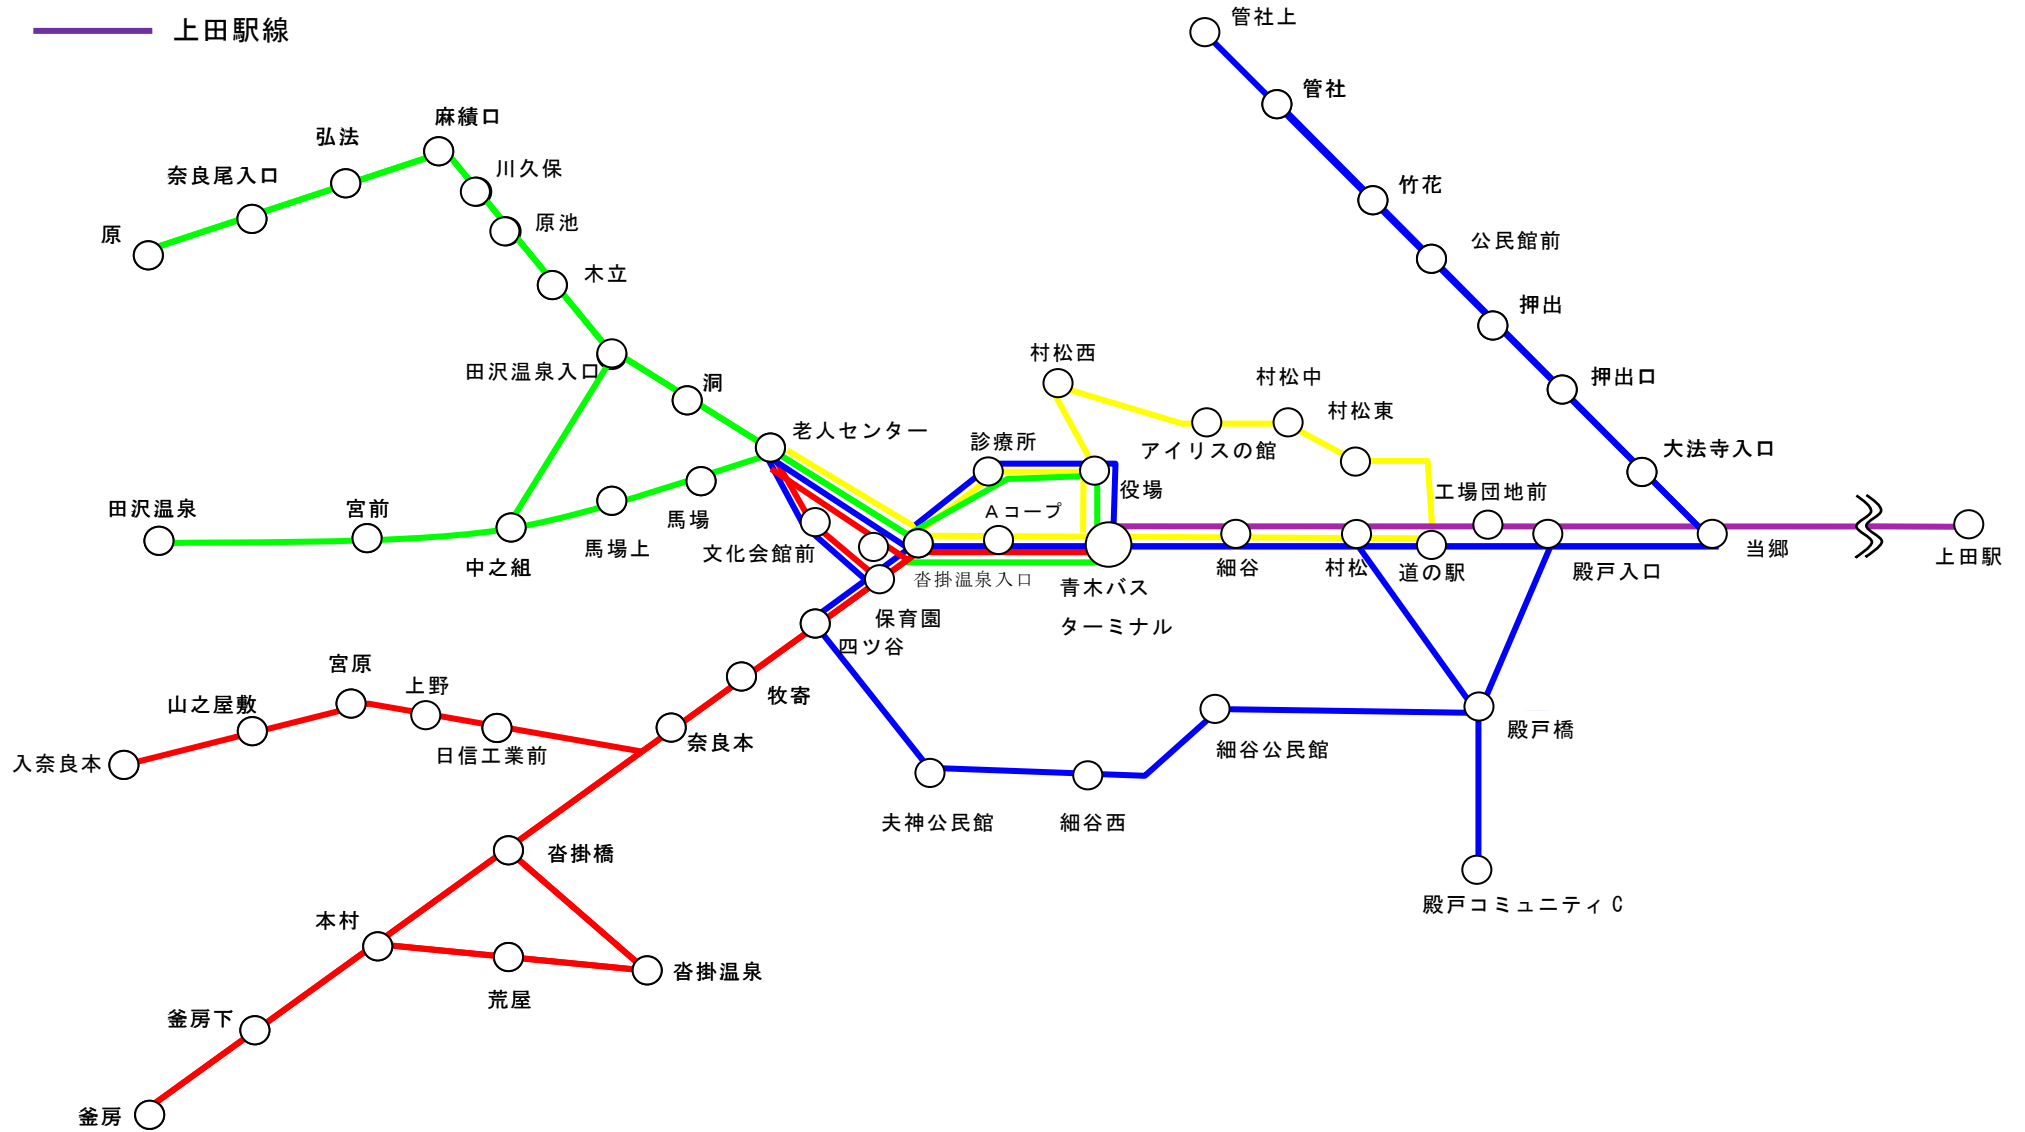 上田駅線
管社上
管社
麻績口
弘法
川久保
奈良尾入口
竹花
原池
原
公民館前
木立
押出
村松西
田沢温泉入口
洞
村松中
押出口
村松東
老人センター
診療所
アイリスの館
大法寺入口
役場
工場団地前
田沢温泉
宮前
馬場
Aコープ
馬場上
文化会館前
当郷
上田駅
中之組
沓掛温泉入口
細谷
村松
道の駅
殿戸入口
青木バス
ターミナル
保育園
四ツ谷
宮原
上野
牧寄
山之屋敷
殿戸橋
奈良本
日信工業前
細谷公民館
入奈良本
夫神公民館
細谷西
沓掛橋
殿戸コミュニティC
本村
沓掛温泉
荒屋
釜房下
釜房